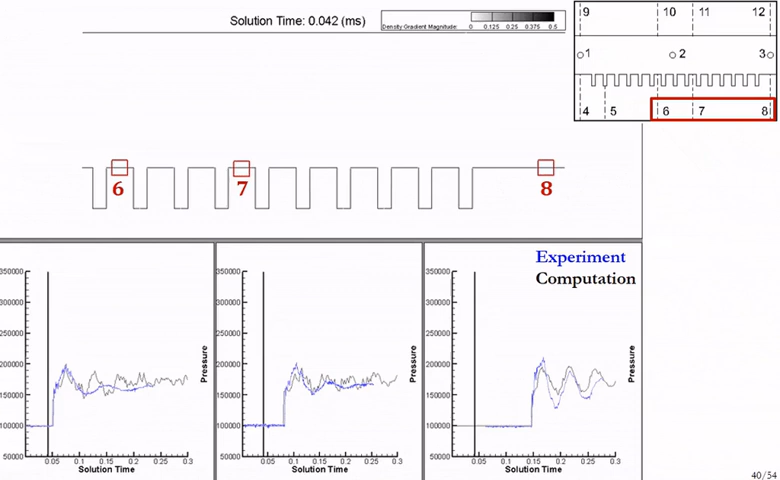 Solution Time: 0.042 (ms)
Density Gradient Magnitude:
0 0.125 0.25 0.375 0.5
9 10 11 12
1 2 3
4 5 6 7 8
6 7 8
Experiment
Computation
350000
300000
250000
200000
150000
100000
50000
0.05 0.1 0.15 0.2 0.25 0.3
Solution Time
Pressure
350000
300000
250000
200000
150000
100000
50000
0.05 0.1 0.15 0.2 0.25 0.3
Solution Time
Pressure
350000
300000
250000
200000
150000
100000
50000
0.05 0.1 0.15 0.2 0.25 0.3
Solution Time
Pressure
40/54